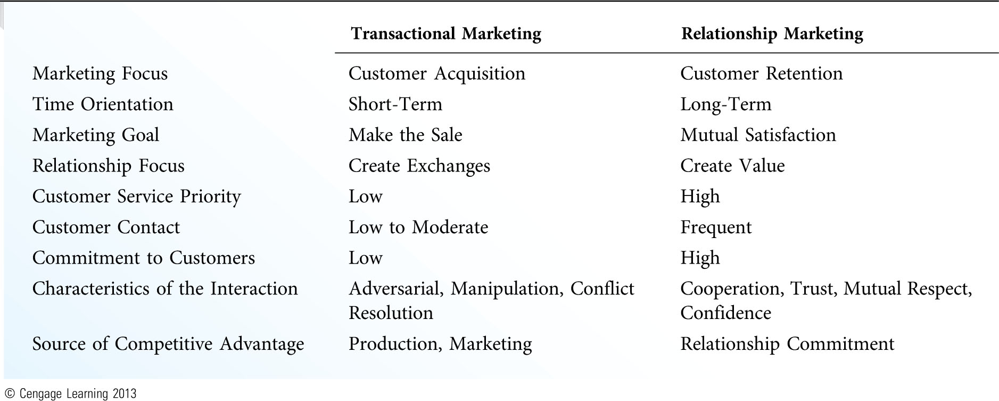 Transactional Marketing Relationship Marketing
Marketing Focus Customer Acquisition Customer Retention
Time Orientation Short-Term Long-Term
Marketing Goal Make the Sale Mutual Satisfaction
Relationship Focus Create Exchanges Create Value
Customer Service Priority Low High
Customer Contact Low to Moderate Frequent
Commitment to Customers Low High
Characteristics of the Interaction Adversarial, Manipulation, Conflict Cooperation, Trust, Mutual Respect,
Resolution Confidence
Source of Competitive Advantage Production, Marketing Relationship Commitment
© Cengage Learning 2013